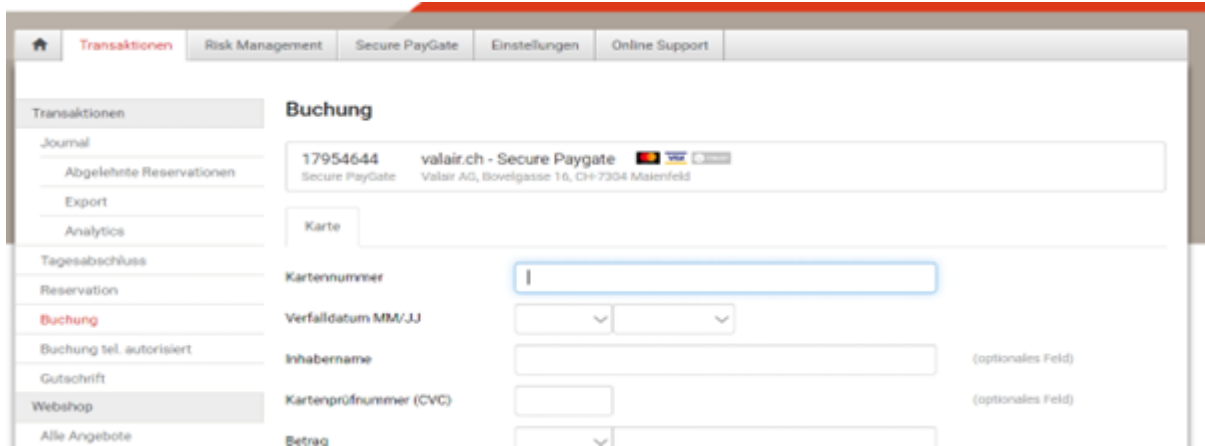 Transaktionen Risk Management Secure PayGate Einstellungen Online Support
Transaktionen
Journal
Abgelehnte Reservationen
Export
Analytics
Tagesabschluss
Reservation
Buchung
Buchung tel. autorisiert
Gutschrift
Webshop
Alle Angebote
Buchung
17954644 valair.ch - Secure Paygate VISA
Secure PayGate Valair AG, Bovelgasse 16, CH-7304 Maienfeld
Karte
Kartennummer
Verfalldatum MM/JJ
Inhabername (optionales Feld)
Kartenprüfnummer (CVC) (optionales Feld)
Betrag